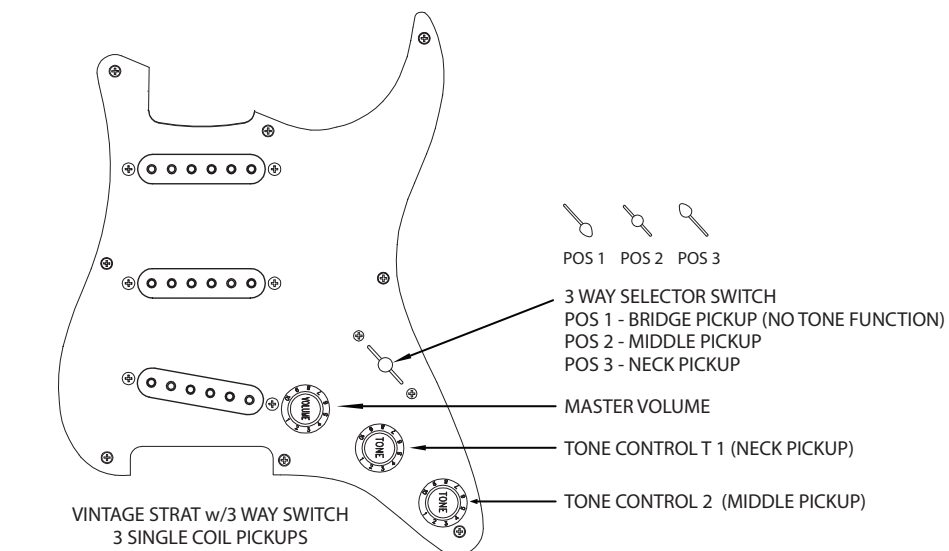 POS 1 POS 2 POS 3
3 WAY SELECTOR SWITCH
POS 1 - BRIDGE PICKUP (NO TONE FUNCTION)
POS 2 - MIDDLE PICKUP
POS 3 - NECK PICKUP
VOLUME
MASTER VOLUME
TONE
TONE CONTROL T 1 (NECK PICKUP)
TONE
TONE CONTROL 2 (MIDDLE PICKUP)
VINTAGE STRAT w/3 WAY SWITCH
3 SINGLE COIL PICKUPS